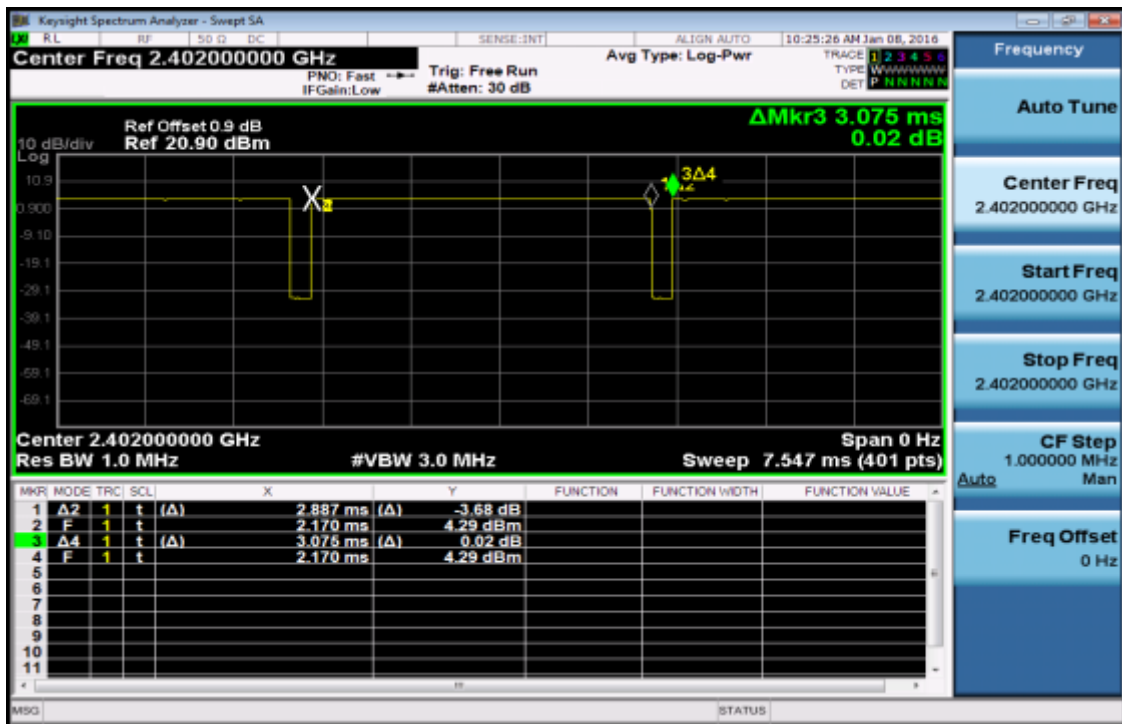 Keysight Spectrum Analyzer - Swept SA
RL RF 50 Ω DC SENSE:INT ALIGN AUTO 10:25:26 AM Jan 08, 2016
Center Freq 2.402000000 GHz
PNO: Fast
IFGain:Low
Trig: Free Run
#Atten: 30 dB
Avg Type: Log-Pwr
TRACE 1 2 3 4 5 6
TYPE WWWWWW
DET P N N N N N
ΔMkr3 3.075 ms
0.02 dB
Ref Offset 0.9 dB
10 dB/div Ref 20.90 dBm
Log
10.9
0.900
-9.10
-19.1
-29.1
-39.1
-49.1
-59.1
-69.1
3Δ4
Center 2.402000000 GHz Span 0 Hz
Res BW 1.0 MHz #VBW 3.0 MHz Sweep 7.547 ms (401 pts)
MKR MODE TRC SCL X Y FUNCTION FUNCTION WIDTH FUNCTION VALUE
1 Δ2 1 t (Δ) 2.887 ms (Δ) -3.68 dB
2 F 1 t 2.170 ms 4.29 dBm
3 Δ4 1 t (Δ) 3.075 ms (Δ) 0.02 dB
4 F 1 t 2.170 ms 4.29 dBm
5
6
7
8
9
10
11
MSG STATUS
Frequency
Auto Tune
Center Freq
2.402000000 GHz
Start Freq
2.402000000 GHz
Stop Freq
2.402000000 GHz
CF Step
1.000000 MHz
Auto Man
Freq Offset
0 Hz